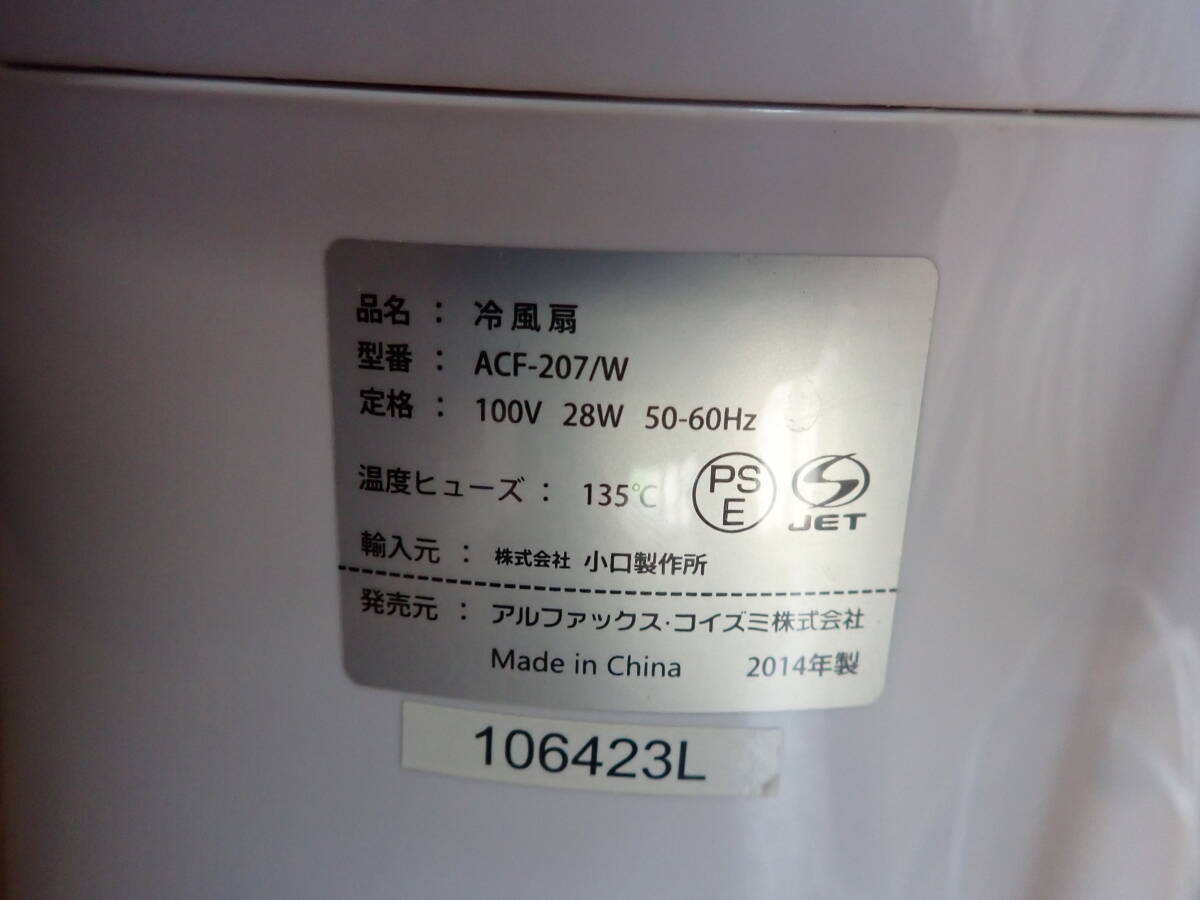 品名 : 冷風扇
型番 : ACF-207/W
定格 : 100V 28W 50-60Hz
温度ヒューズ : 135℃
PS
E
JET
輸入元 : 株式会社 小口製作所
発売元 : アルファックス・コイズミ株式会社
Made in China 2014年製
106423L